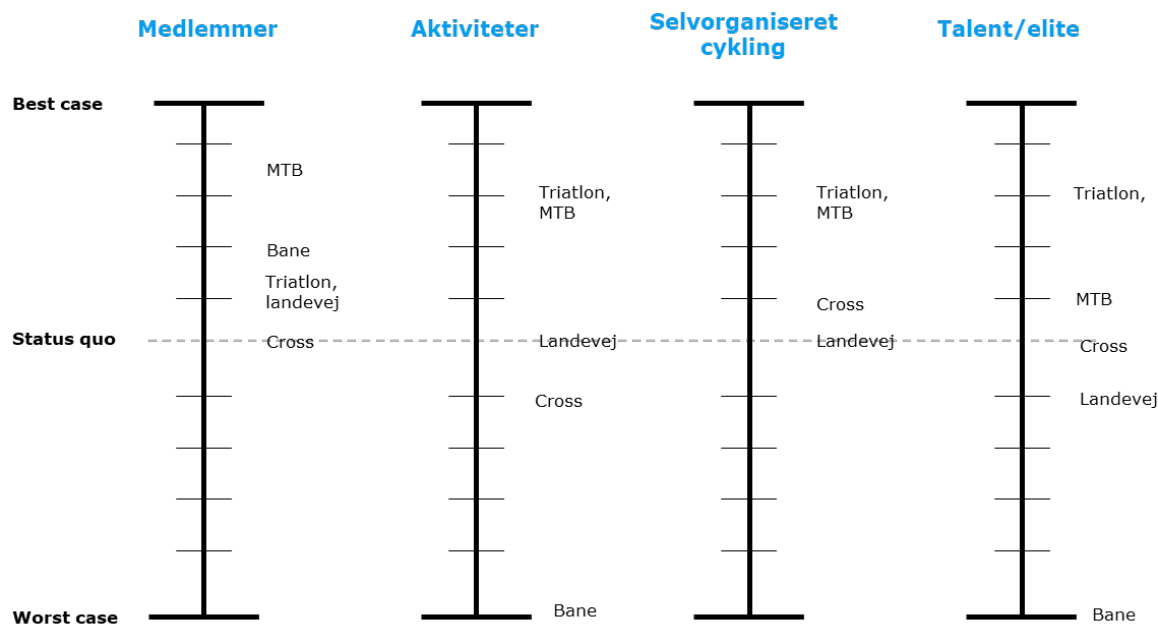 Medlemmer
Aktiviteter
Selvorganiseret
cykling
Talent/elite
Best case
MTB
Triatlon,
MTB
Triatlon,
MTB
Triatlon,
Bane
Triatlon,
landevej
Cross
MTB
Status quo
Cross
Landevej
Landevej
Cross
Cross
Landevej
Worst case
Bane
Bane